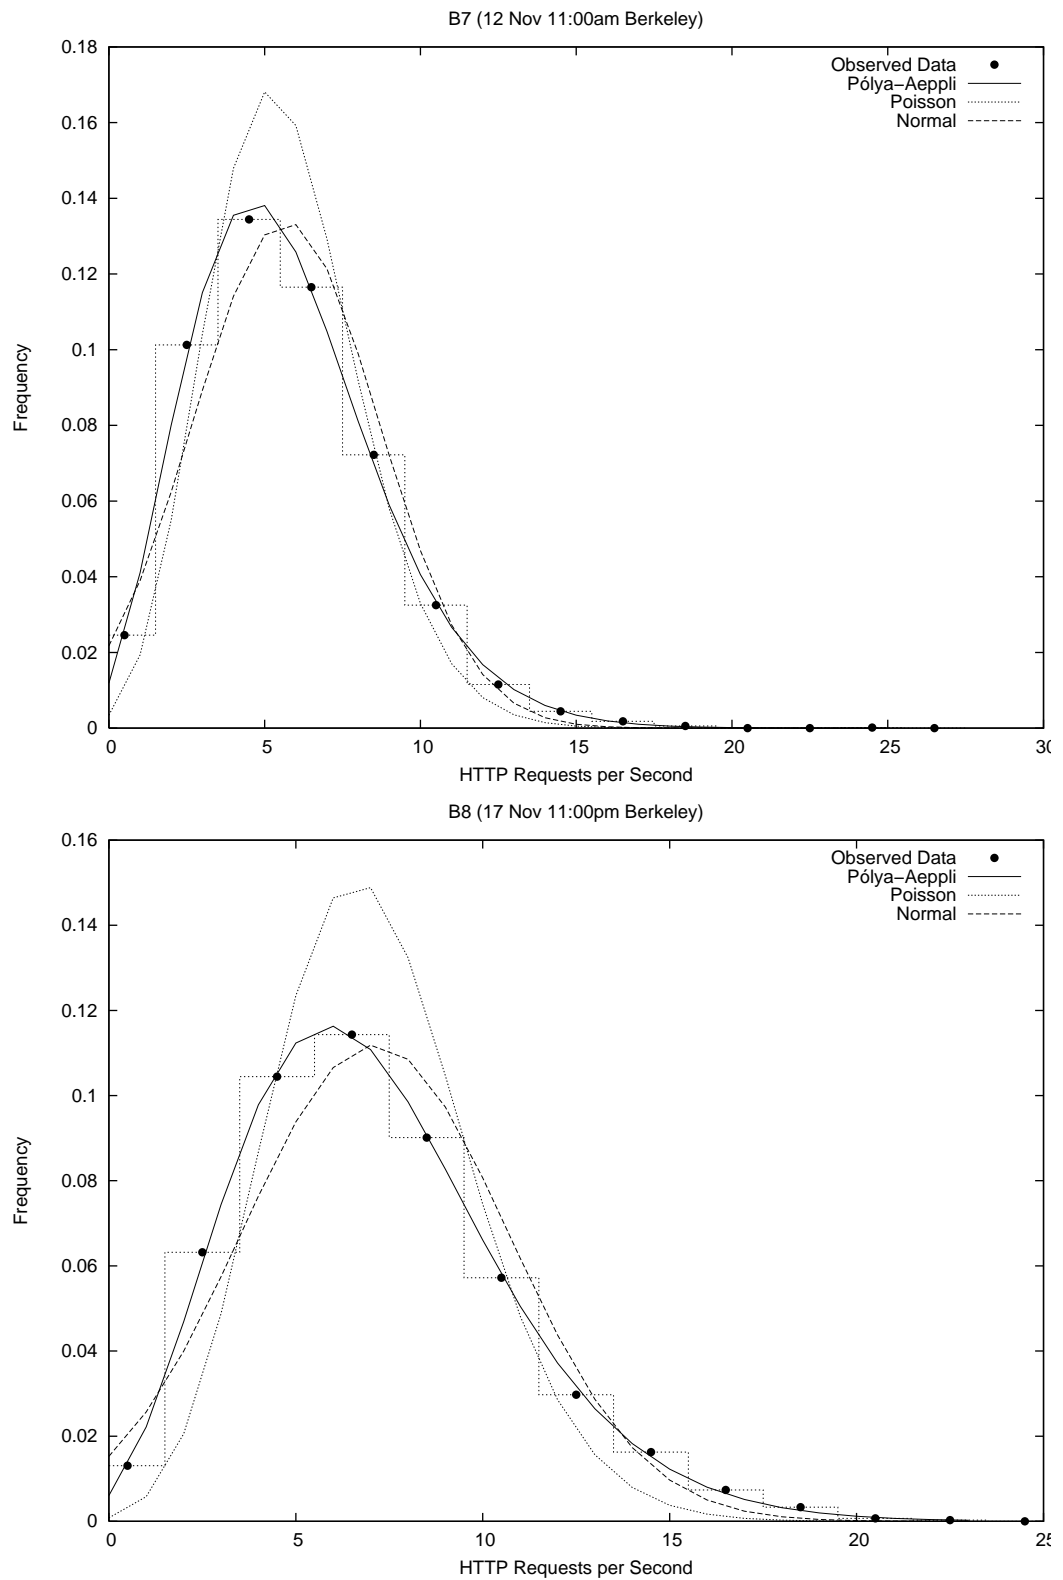 B7 (12 Nov 11:00am Berkeley)
0.18
0.16
0.14
0.12
0.1
0.08
0.06
0.04
0.02
0
Frequency
Observed Data
Pólya−Aeppli
Poisson
Normal
0 5 10 15 20 25 30
HTTP Requests per Second
B8 (17 Nov 11:00pm Berkeley)
0.16
0.14
0.12
0.1
0.08
0.06
0.04
0.02
0
Frequency
Observed Data
Pólya−Aeppli
Poisson
Normal
0 5 10 15 20 25
HTTP Requests per Second